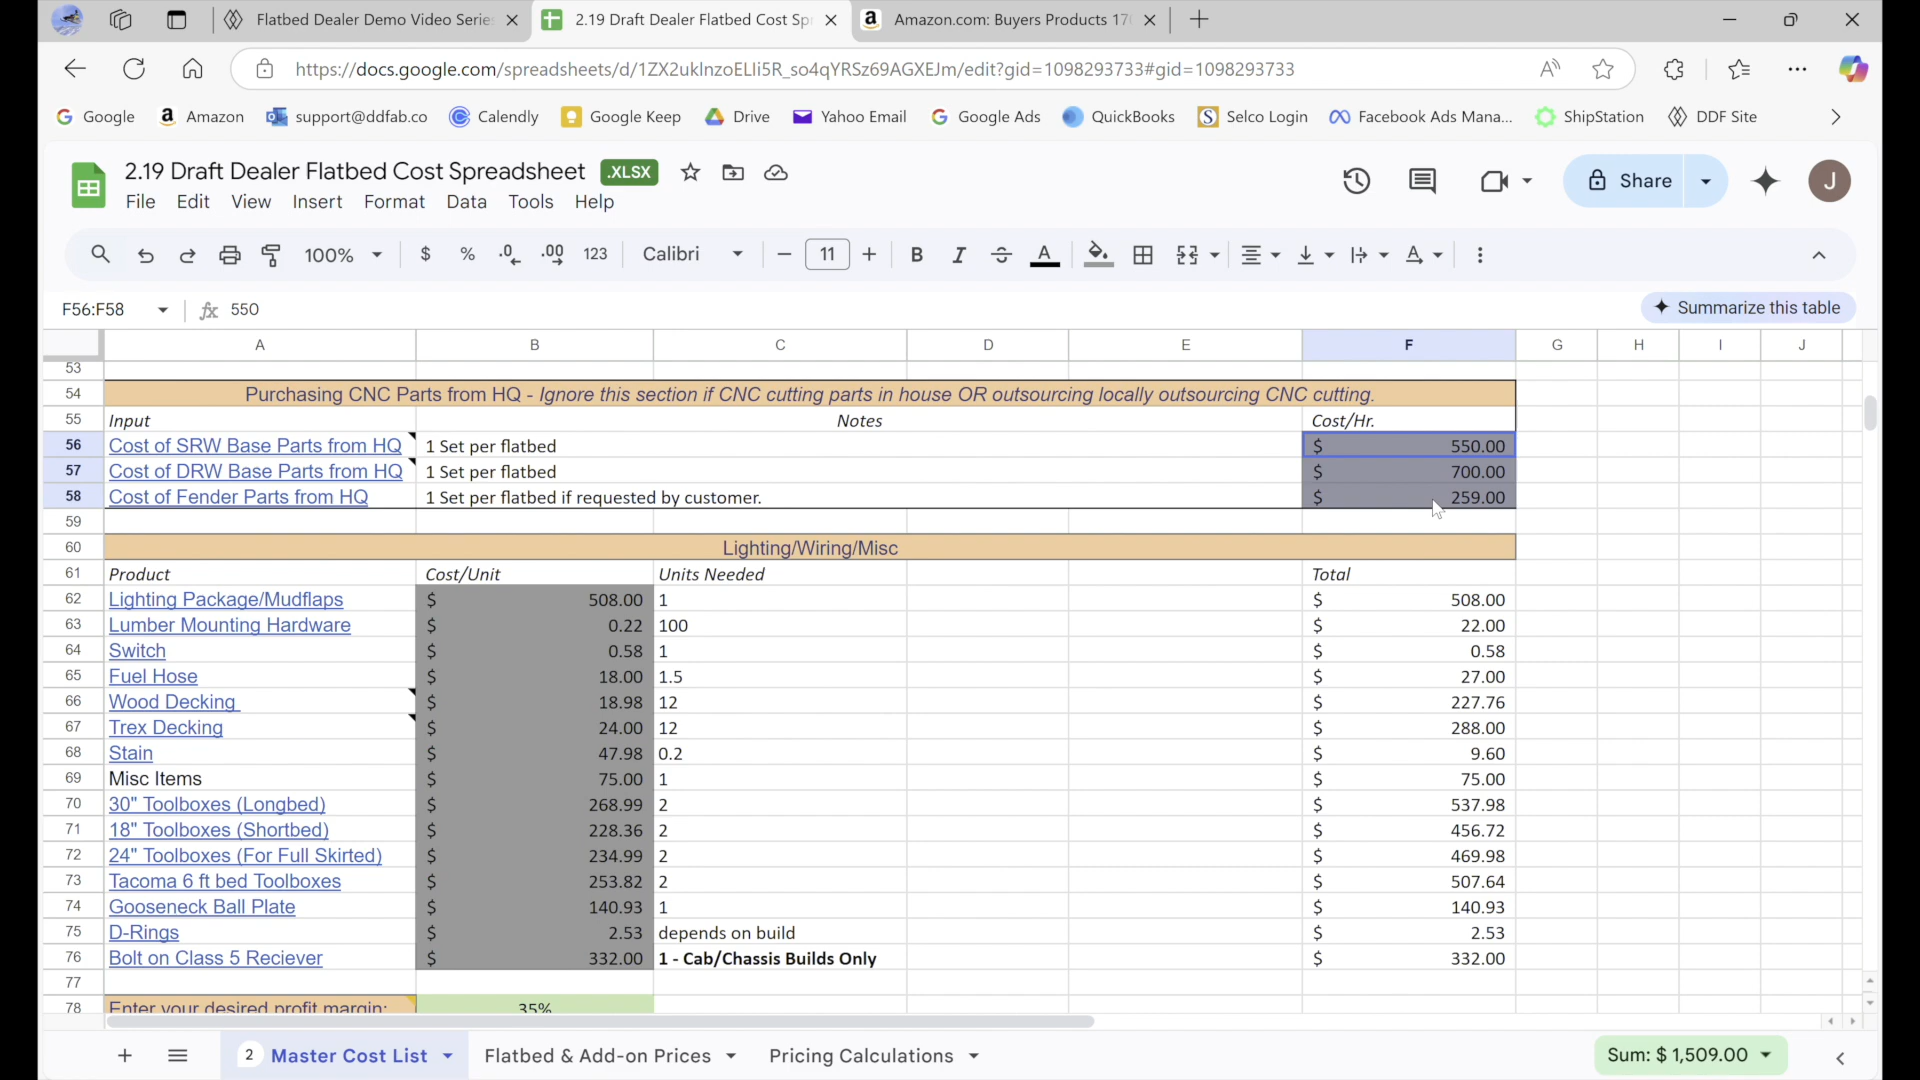 Flatbed Dealer Demo Video Series
2.19 Draft Dealer Flatbed Cost Sp
Amazon.com: Buyers Products 17
https://docs.google.com/spreadsheets/d/1ZX2uklnzoELIi5R_so4qYRSz69AGXEJm/edit?gid=1098293733#gid=1098293733
Google Amazon support@ddfab.co Calendly Google Keep Drive Yahoo Email Google Ads QuickBooks Selco Login Facebook Ads Mana... ShipStation DDF Site
2.19 Draft Dealer Flatbed Cost Spreadsheet .XLSX
File Edit View Insert Format Data Tools Help
Share
J
100% $ % .0 .00 123 Calibri 11 B I A
F56:F58 fx 550
Summarize this table
A B C D E F G H I J
53
54 Purchasing CNC Parts from HQ - Ignore this section if CNC cutting parts in house OR outsourcing locally outsourcing CNC cutting.
55 Input Notes Cost/Hr.
56 Cost of SRW Base Parts from HQ 1 Set per flatbed $ 550.00
57 Cost of DRW Base Parts from HQ 1 Set per flatbed $ 700.00
58 Cost of Fender Parts from HQ 1 Set per flatbed if requested by customer. $ 259.00
59
60 Lighting/Wiring/Misc
61 Product Cost/Unit Units Needed Total
62 Lighting Package/Mudflaps $ 508.00 1 $ 508.00
63 Lumber Mounting Hardware $ 0.22 100 $ 22.00
64 Switch $ 0.58 1 $ 0.58
65 Fuel Hose $ 18.00 1.5 $ 27.00
66 Wood Decking $ 18.98 12 $ 227.76
67 Trex Decking $ 24.00 12 $ 288.00
68 Stain $ 47.98 0.2 $ 9.60
69 Misc Items $ 75.00 1 $ 75.00
70 30" Toolboxes (Longbed) $ 268.99 2 $ 537.98
71 18" Toolboxes (Shortbed) $ 228.36 2 $ 456.72
72 24" Toolboxes (For Full Skirted) $ 234.99 2 $ 469.98
73 Tacoma 6 ft bed Toolboxes $ 253.82 2 $ 507.64
74 Gooseneck Ball Plate $ 140.93 1 $ 140.93
75 D-Rings $ 2.53 depends on build $ 2.53
76 Bolt on Class 5 Reciever $ 332.00 1 - Cab/Chassis Builds Only $ 332.00
77
78 Enter your desired profit margin: 35%
2 Master Cost List Flatbed & Add-on Prices Pricing Calculations
Sum: $ 1,509.00